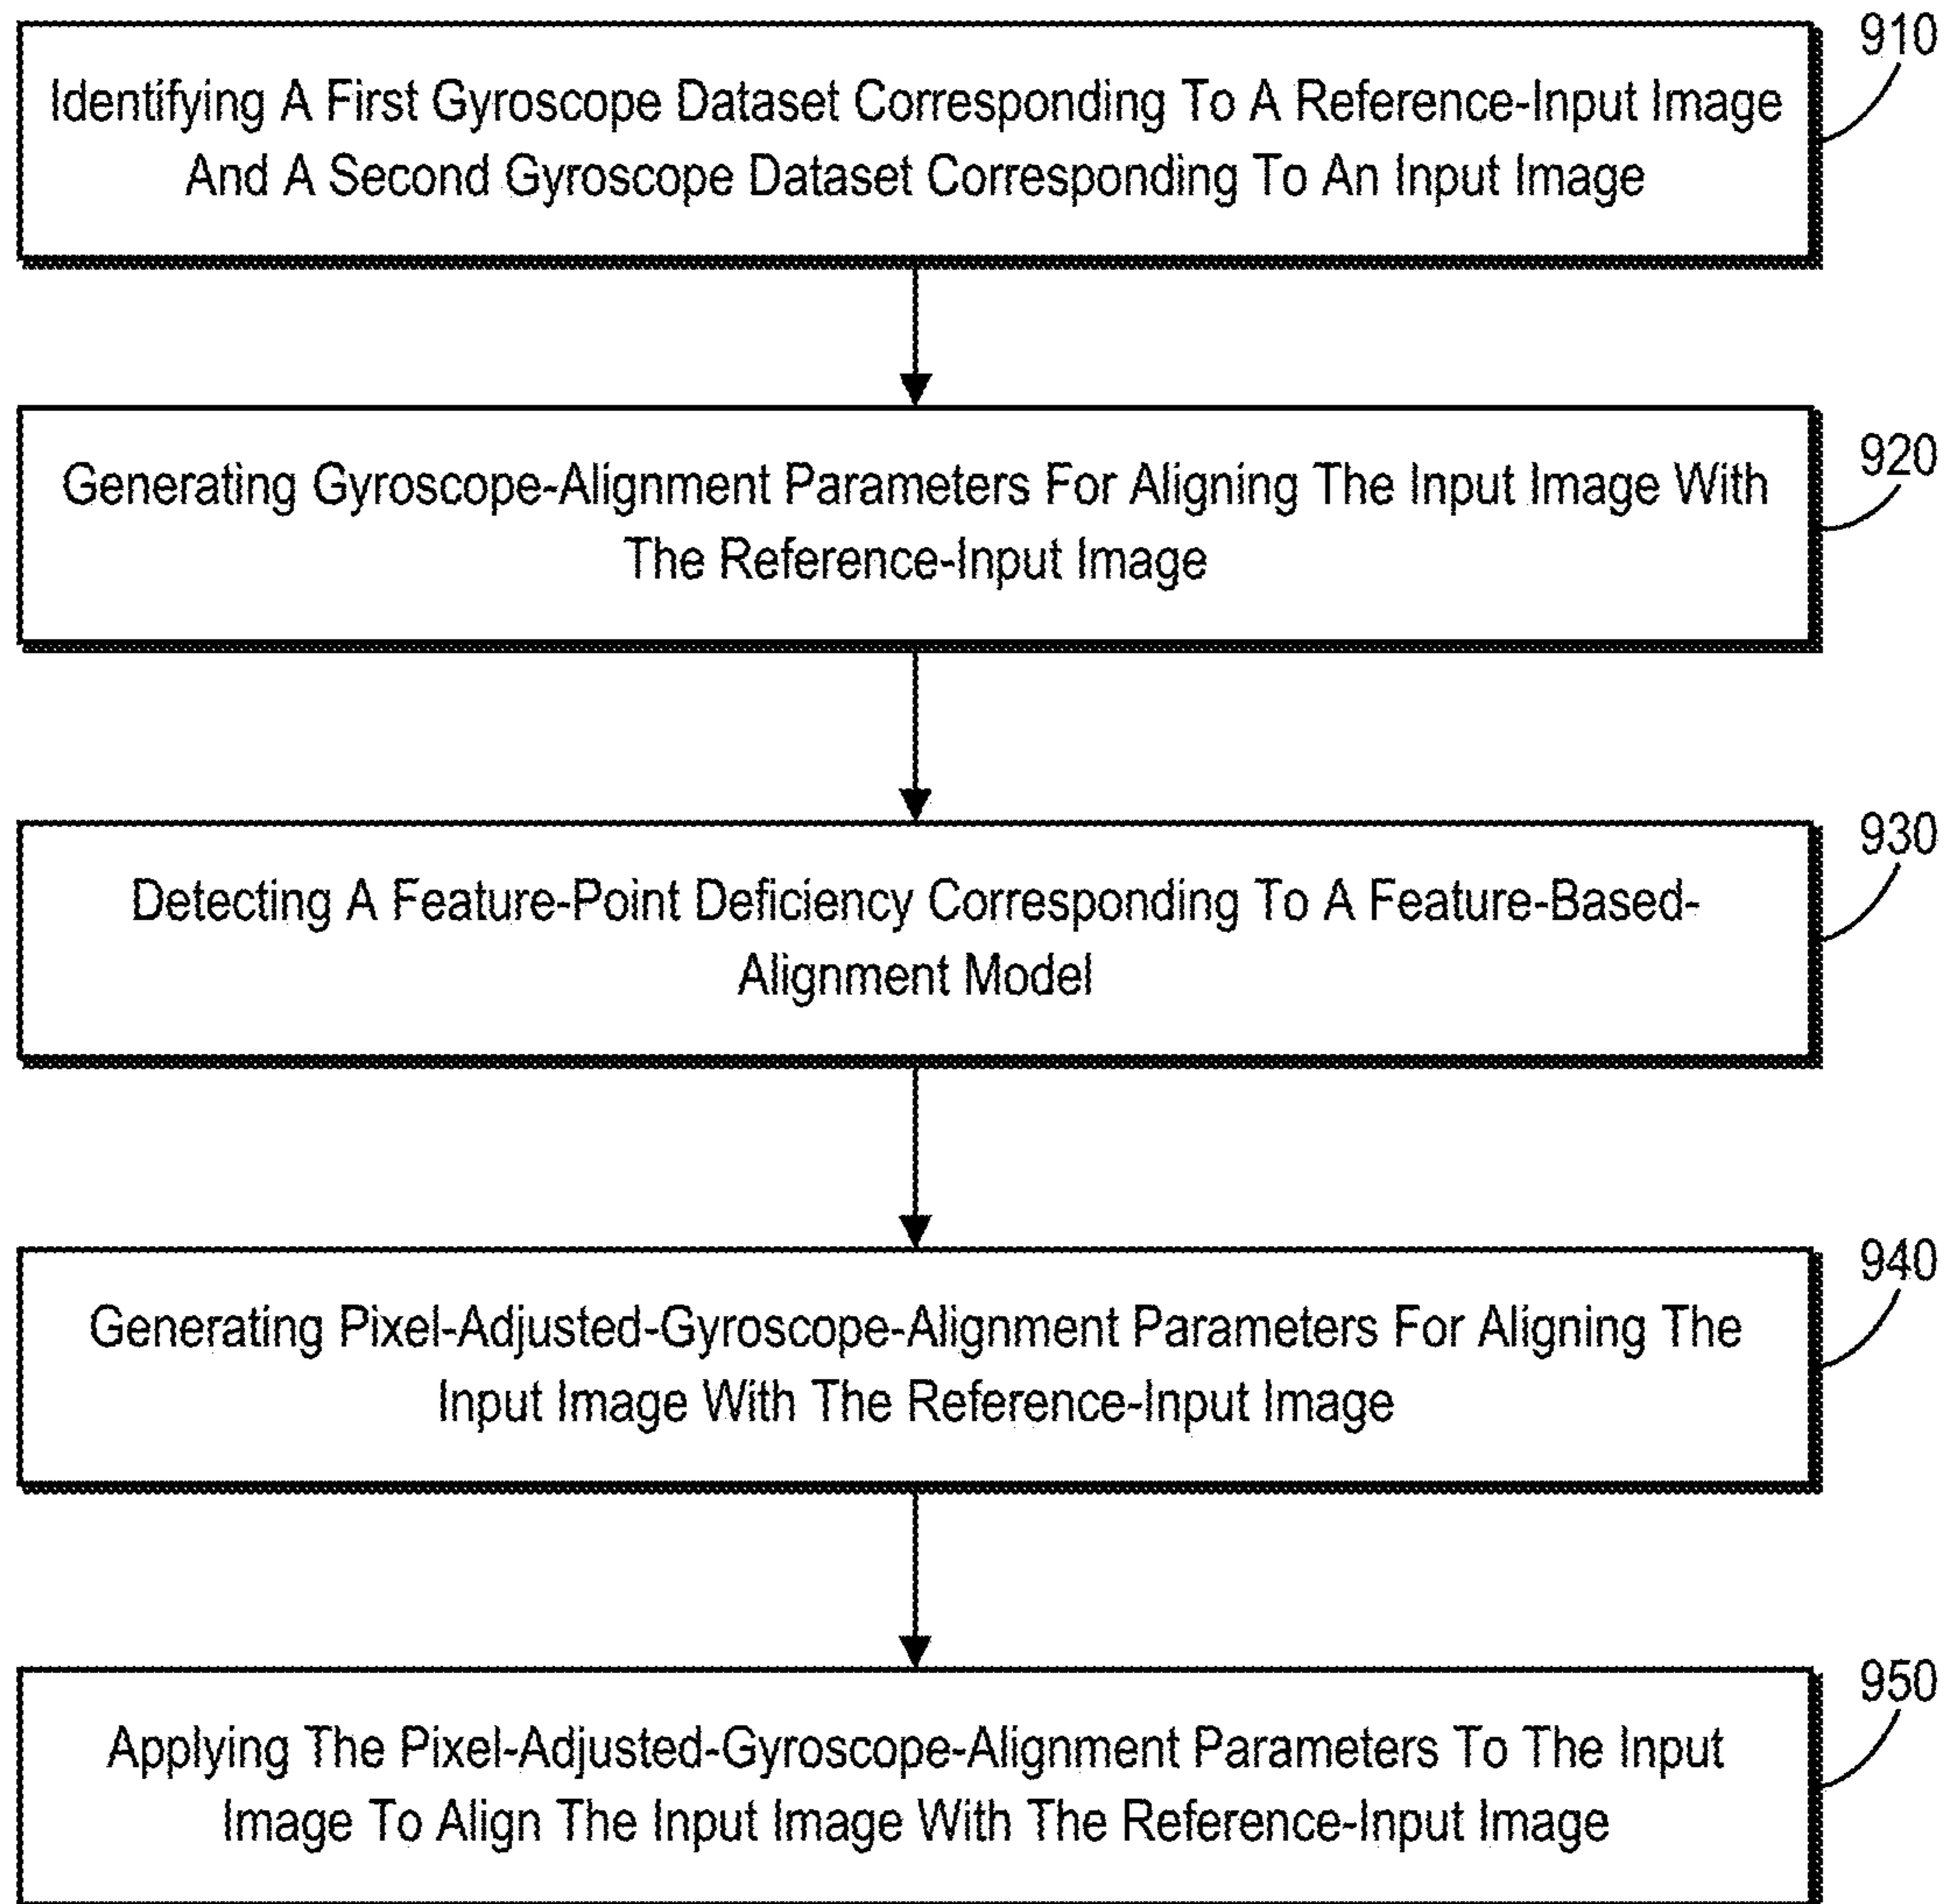 910
Identifying A First Gyroscope Dataset Corresponding To A Reference-Input Image
And A Second Gyroscope Dataset Corresponding To An Input Image
920
Generating Gyroscope-Alignment Parameters For Aligning The Input Image With
The Reference-Input Image
930
Detecting A Feature-Point Deficiency Corresponding To A Feature-Based-
Alignment Model
940
Generating Pixel-Adjusted-Gyroscope-Alignment Parameters For Aligning The
Input Image With The Reference-Input Image
950
Applying The Pixel-Adjusted-Gyroscope-Alignment Parameters To The Input
Image To Align The Input Image With The Reference-Input Image